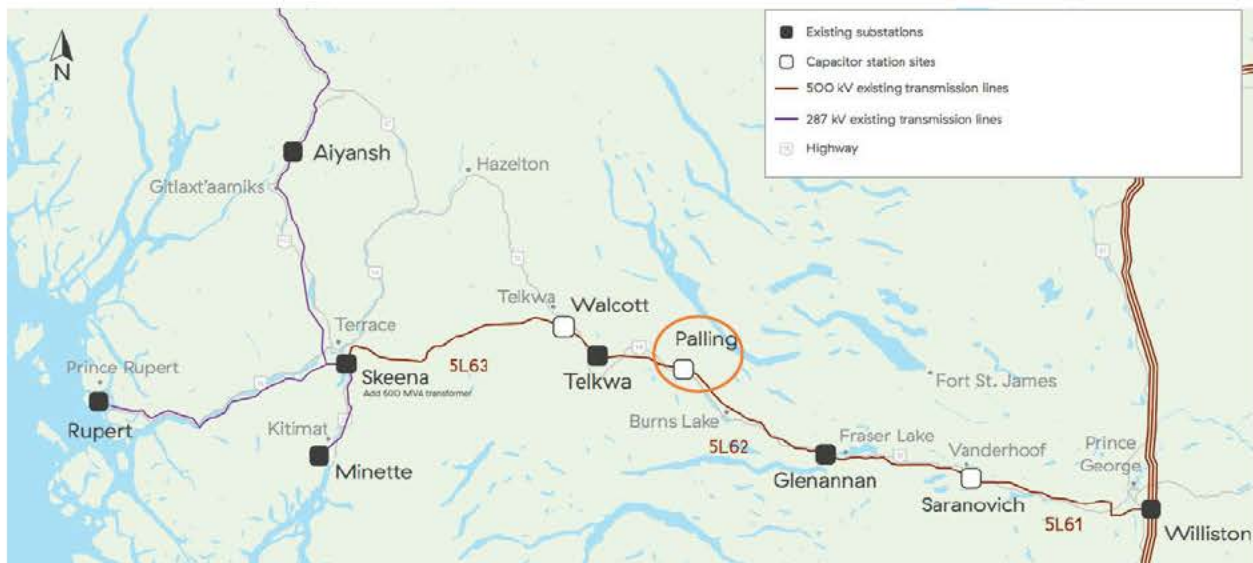 N
Existing substations
Capacitor station sites
500 kV existing transmission lines
287 kV existing transmission lines
Highway
Aiyansh
Gitlaxt'aamiks
Hazelton
Telkwa
Walcott
Terrace
Palling
5L63
Prince Rupert
Skeena
Add 600 MVA transformer
Telkwa
Fort St. James
Rupert
Kitimat
Burns Lake
Minette
5L62
Fraser Lake
Vanderhoof
Prince
George
Glenannan
Saranovich
5L61
Williston